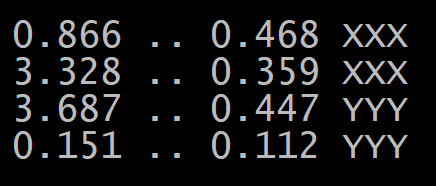 0.866 .. 0.468 XXX
3.328 .. 0.359 XXX
3.687 .. 0.447 YYY
0.151 .. 0.112 YYY